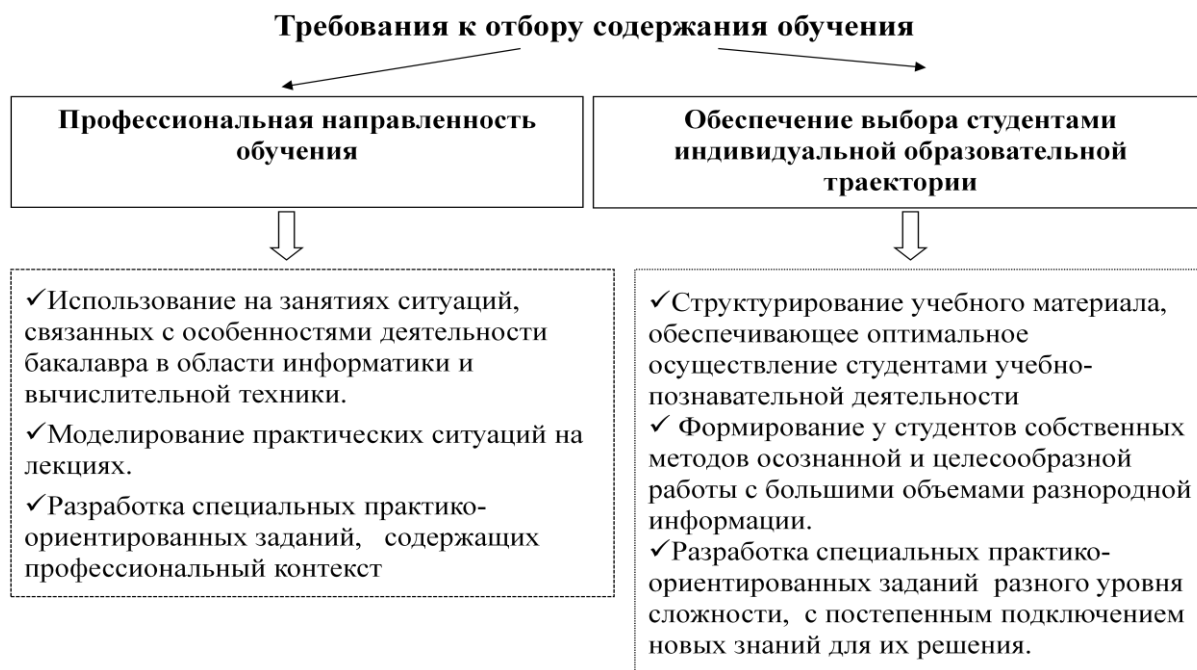 Требования к отбору содержания обучения
Профессиональная направленность
обучения
Обеспечение выбора студентами
индивидуальной образовательной
траектории
✓Использование на занятиях ситуаций,
связанных с особенностями деятельности
бакалавра в области информатики и
вычислительной техники.
✓Моделирование практических ситуаций на
лекциях.
✓Разработка специальных практико-
ориентированных заданий, содержащих
профессиональный контекст
✓Структурирование учебного материала,
обеспечивающее оптимальное
осуществление студентами учебно-
познавательной деятельности
✓ Формирование у студентов собственных
методов осознанной и целесообразной
работы с большими объемами разнородной
информации.
✓Разработка специальных практико-
ориентированных заданий разного уровня
сложности, с постепенным подключением
новых знаний для их решения.